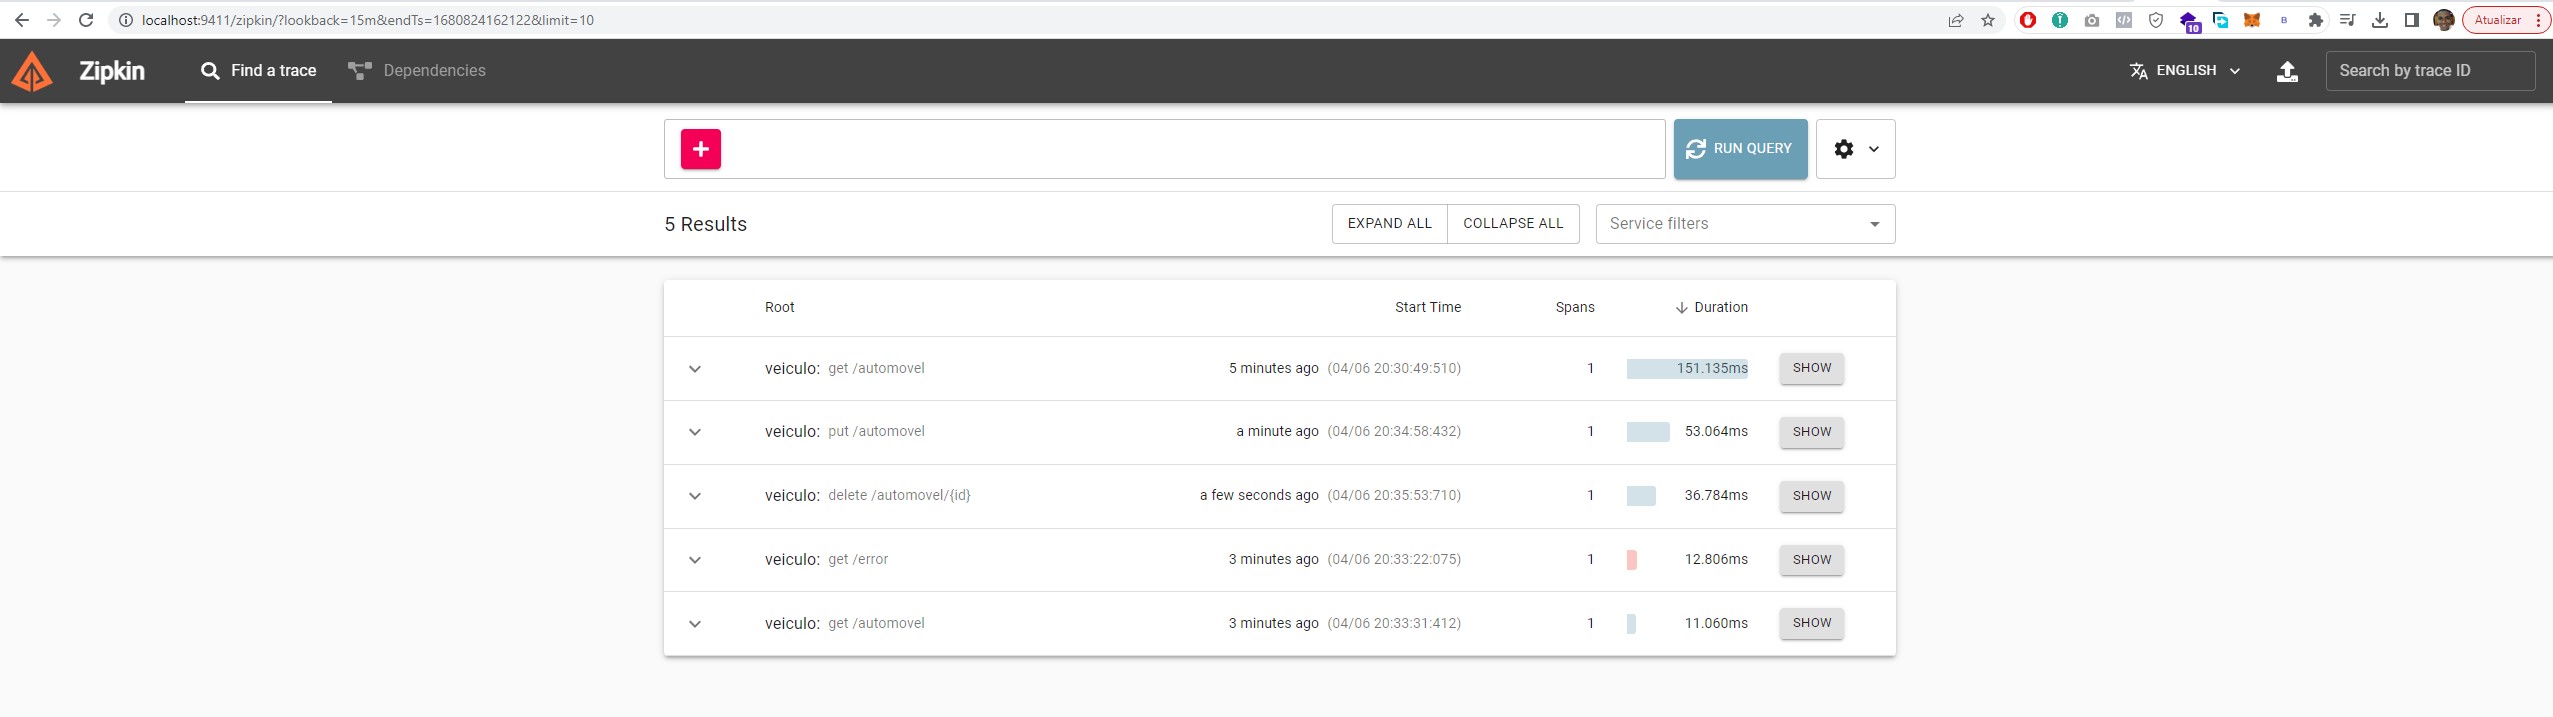 localhost:9411/zipkin/?lookback=15m&endTs=1680824162122&limit=10
10
B
Atualizar
Zipkin
Find a trace
Dependencies
ENGLISH
Search by trace ID
RUN QUERY
5 Results
EXPAND ALL
COLLAPSE ALL
Service filters
Root Start Time Spans Duration
veiculo: get /automovel 5 minutes ago (04/06 20:30:49:510) 1 151.135ms SHOW
veiculo: put /automovel a minute ago (04/06 20:34:58:432) 1 53.064ms SHOW
veiculo: delete /automovel/{id} a few seconds ago (04/06 20:35:53:710) 1 36.784ms SHOW
veiculo: get /error 3 minutes ago (04/06 20:33:22:075) 1 12.806ms SHOW
veiculo: get /automovel 3 minutes ago (04/06 20:33:31:412) 1 11.060ms SHOW